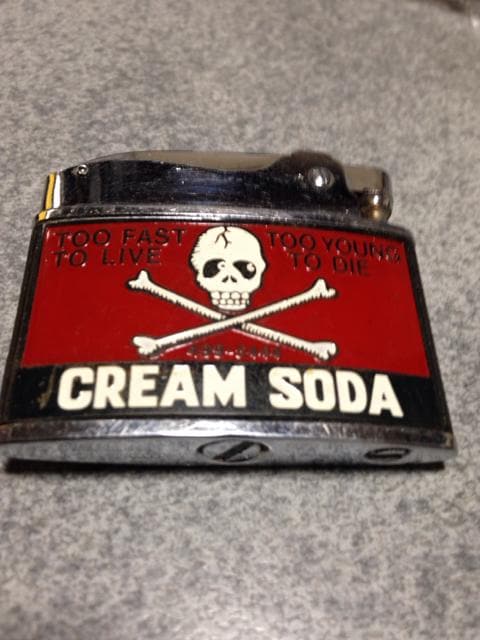 TOO FAST
TO LIVE
TOO YOUNG
TO DIE
CREAM SODA